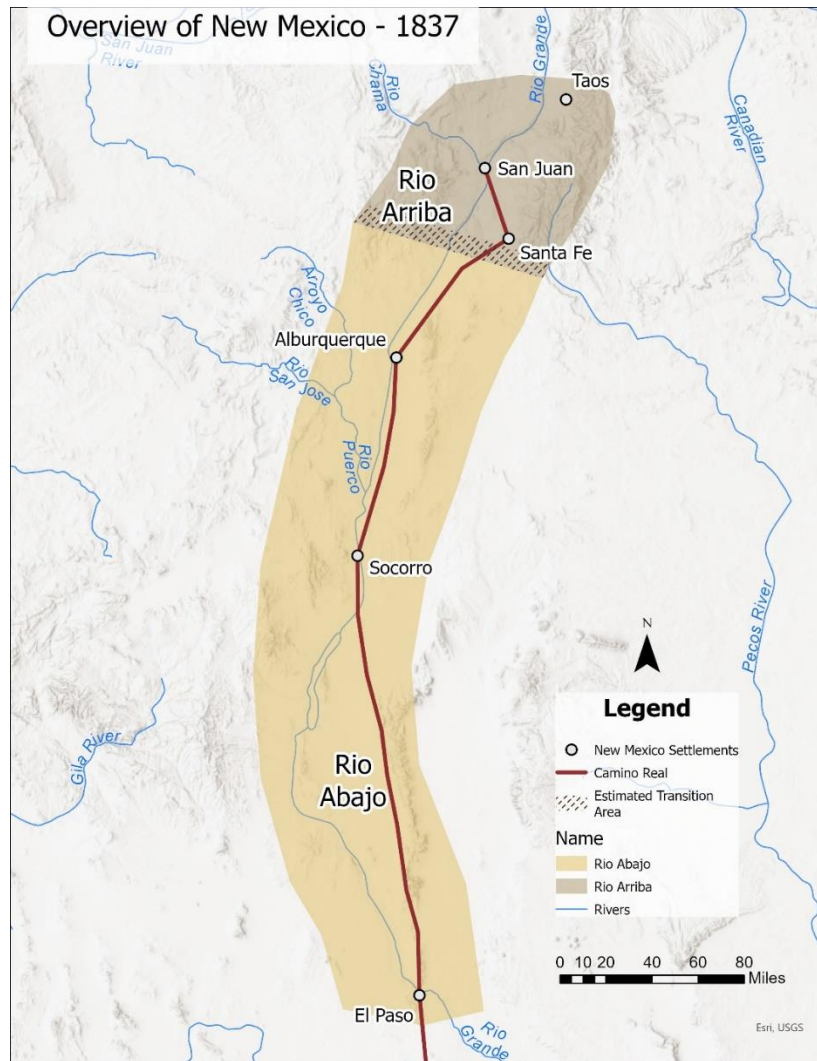 Overview of New Mexico - 1837
San Juan
River
Rio
Chama
Rio Grande
Taos
Canadian
River
San Juan
Rio
Arriba
Santa Fe
Arroyo
Chico
Alburquerque
Rio
San Jose
Rio
Puerco
Socorro
Pecos River
N
Gila River
Rio
Abajo
Legend
New Mexico Settlements
Camino Real
Estimated Transition
Area
Name
Rio Abajo
Rio Arriba
Rivers
0 10 20 40 60 80
Miles
El Paso
Rio
Grande
Esri, USGS